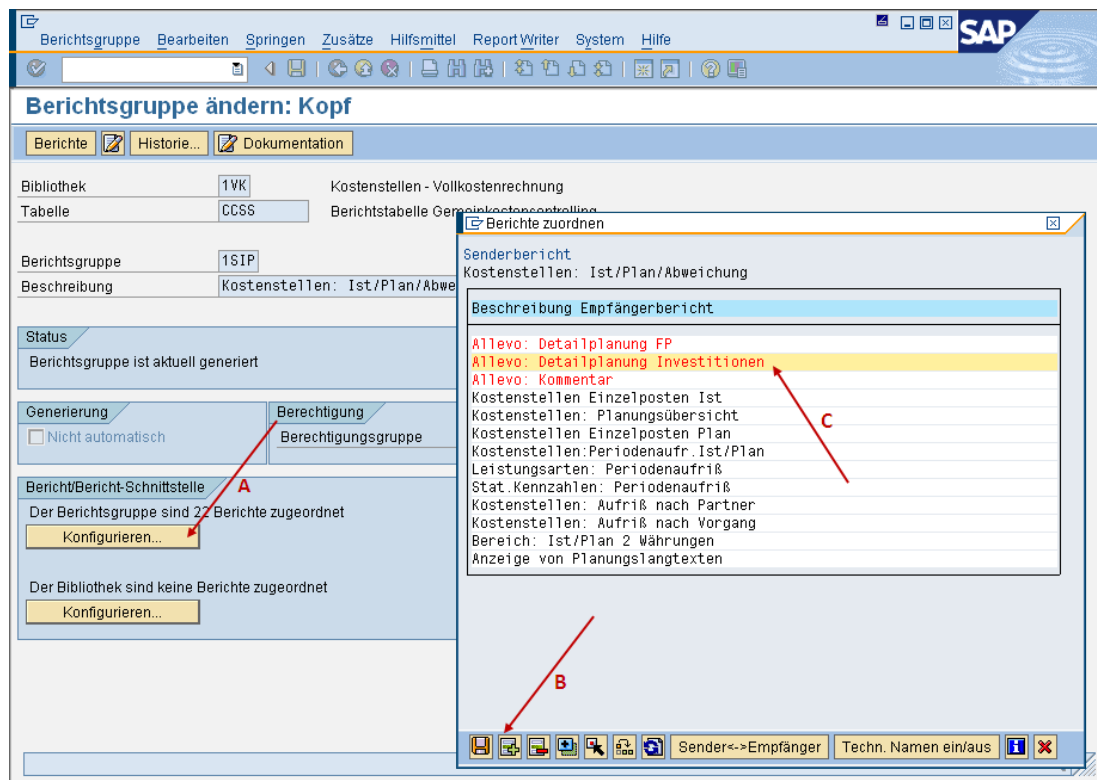 Berichtsgruppe Bearbeiten Springen Zusätze Hilfsmittel Report Writer System Hilfe
SAP
Berichtsgruppe ändern: Kopf
Berichte Historie... Dokumentation
Bibliothek 1VK Kostenstellen - Vollkostenrechnung
Tabelle CCSS Berichtstabelle Gemeinkostencontrolling
Berichtsgruppe 1SIP
Beschreibung Kostenstellen: Ist/Plan/Abwe
Status
Berichtsgruppe ist aktuell generiert
Generierung Berechtigung
Nicht automatisch Berechtigungsgruppe
Bericht/Bericht-Schnittstelle A
Der Berichtsgruppe sind 22 Berichte zugeordnet
Konfigurieren...
Der Bibliothek sind keine Berichte zugeordnet
Konfigurieren...
Berichte zuordnen
Senderbericht
Kostenstellen: Ist/Plan/Abweichung
Beschreibung Empfängerbericht
Allevo: Detailplanung FP
Allevo: Detailplanung Investitionen
Allevo: Kommentar
Kostenstellen Einzelposten Ist
Kostenstellen: Planungsübersicht
C
Kostenstellen Einzelposten Plan
Kostenstellen:Periodenaufr.Ist/Plan
Leistungsarten: Periodenaufriß
Stat.Kennzahlen: Periodenaufriß
Kostenstellen: Aufriß nach Partner
Kostenstellen: Aufriß nach Vorgang
Bereich: Ist/Plan 2 Währungen
Anzeige von Planungslangtexten
B
Sender<->Empfänger Techn. Namen ein/aus